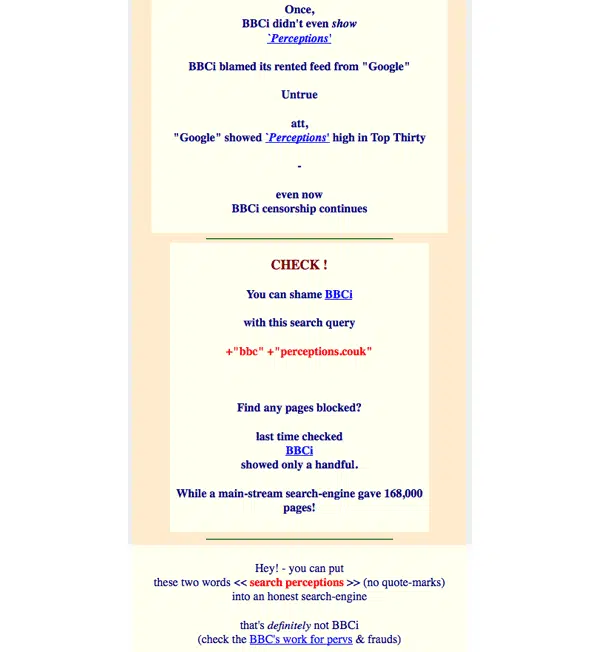 Once,
BBCi didn't even show
`Perceptions'
BBCi blamed its rented feed from "Google"
Untrue
att,
"Google" showed `Perceptions' high in Top Thirty
-
even now
BBCi censorship continues
CHECK !
You can shame BBCi
with this search query
+"bbc" +"perceptions.couk"
Find any pages blocked?
last time checked
BBCi
showed only a handful.
While a main-stream search-engine gave 168,000
pages!
Hey! - you can put
these two words << search perceptions >> (no quote-marks)
into an honest search-engine
that's definitely not BBCi
(check the BBC's work for pervs & frauds)